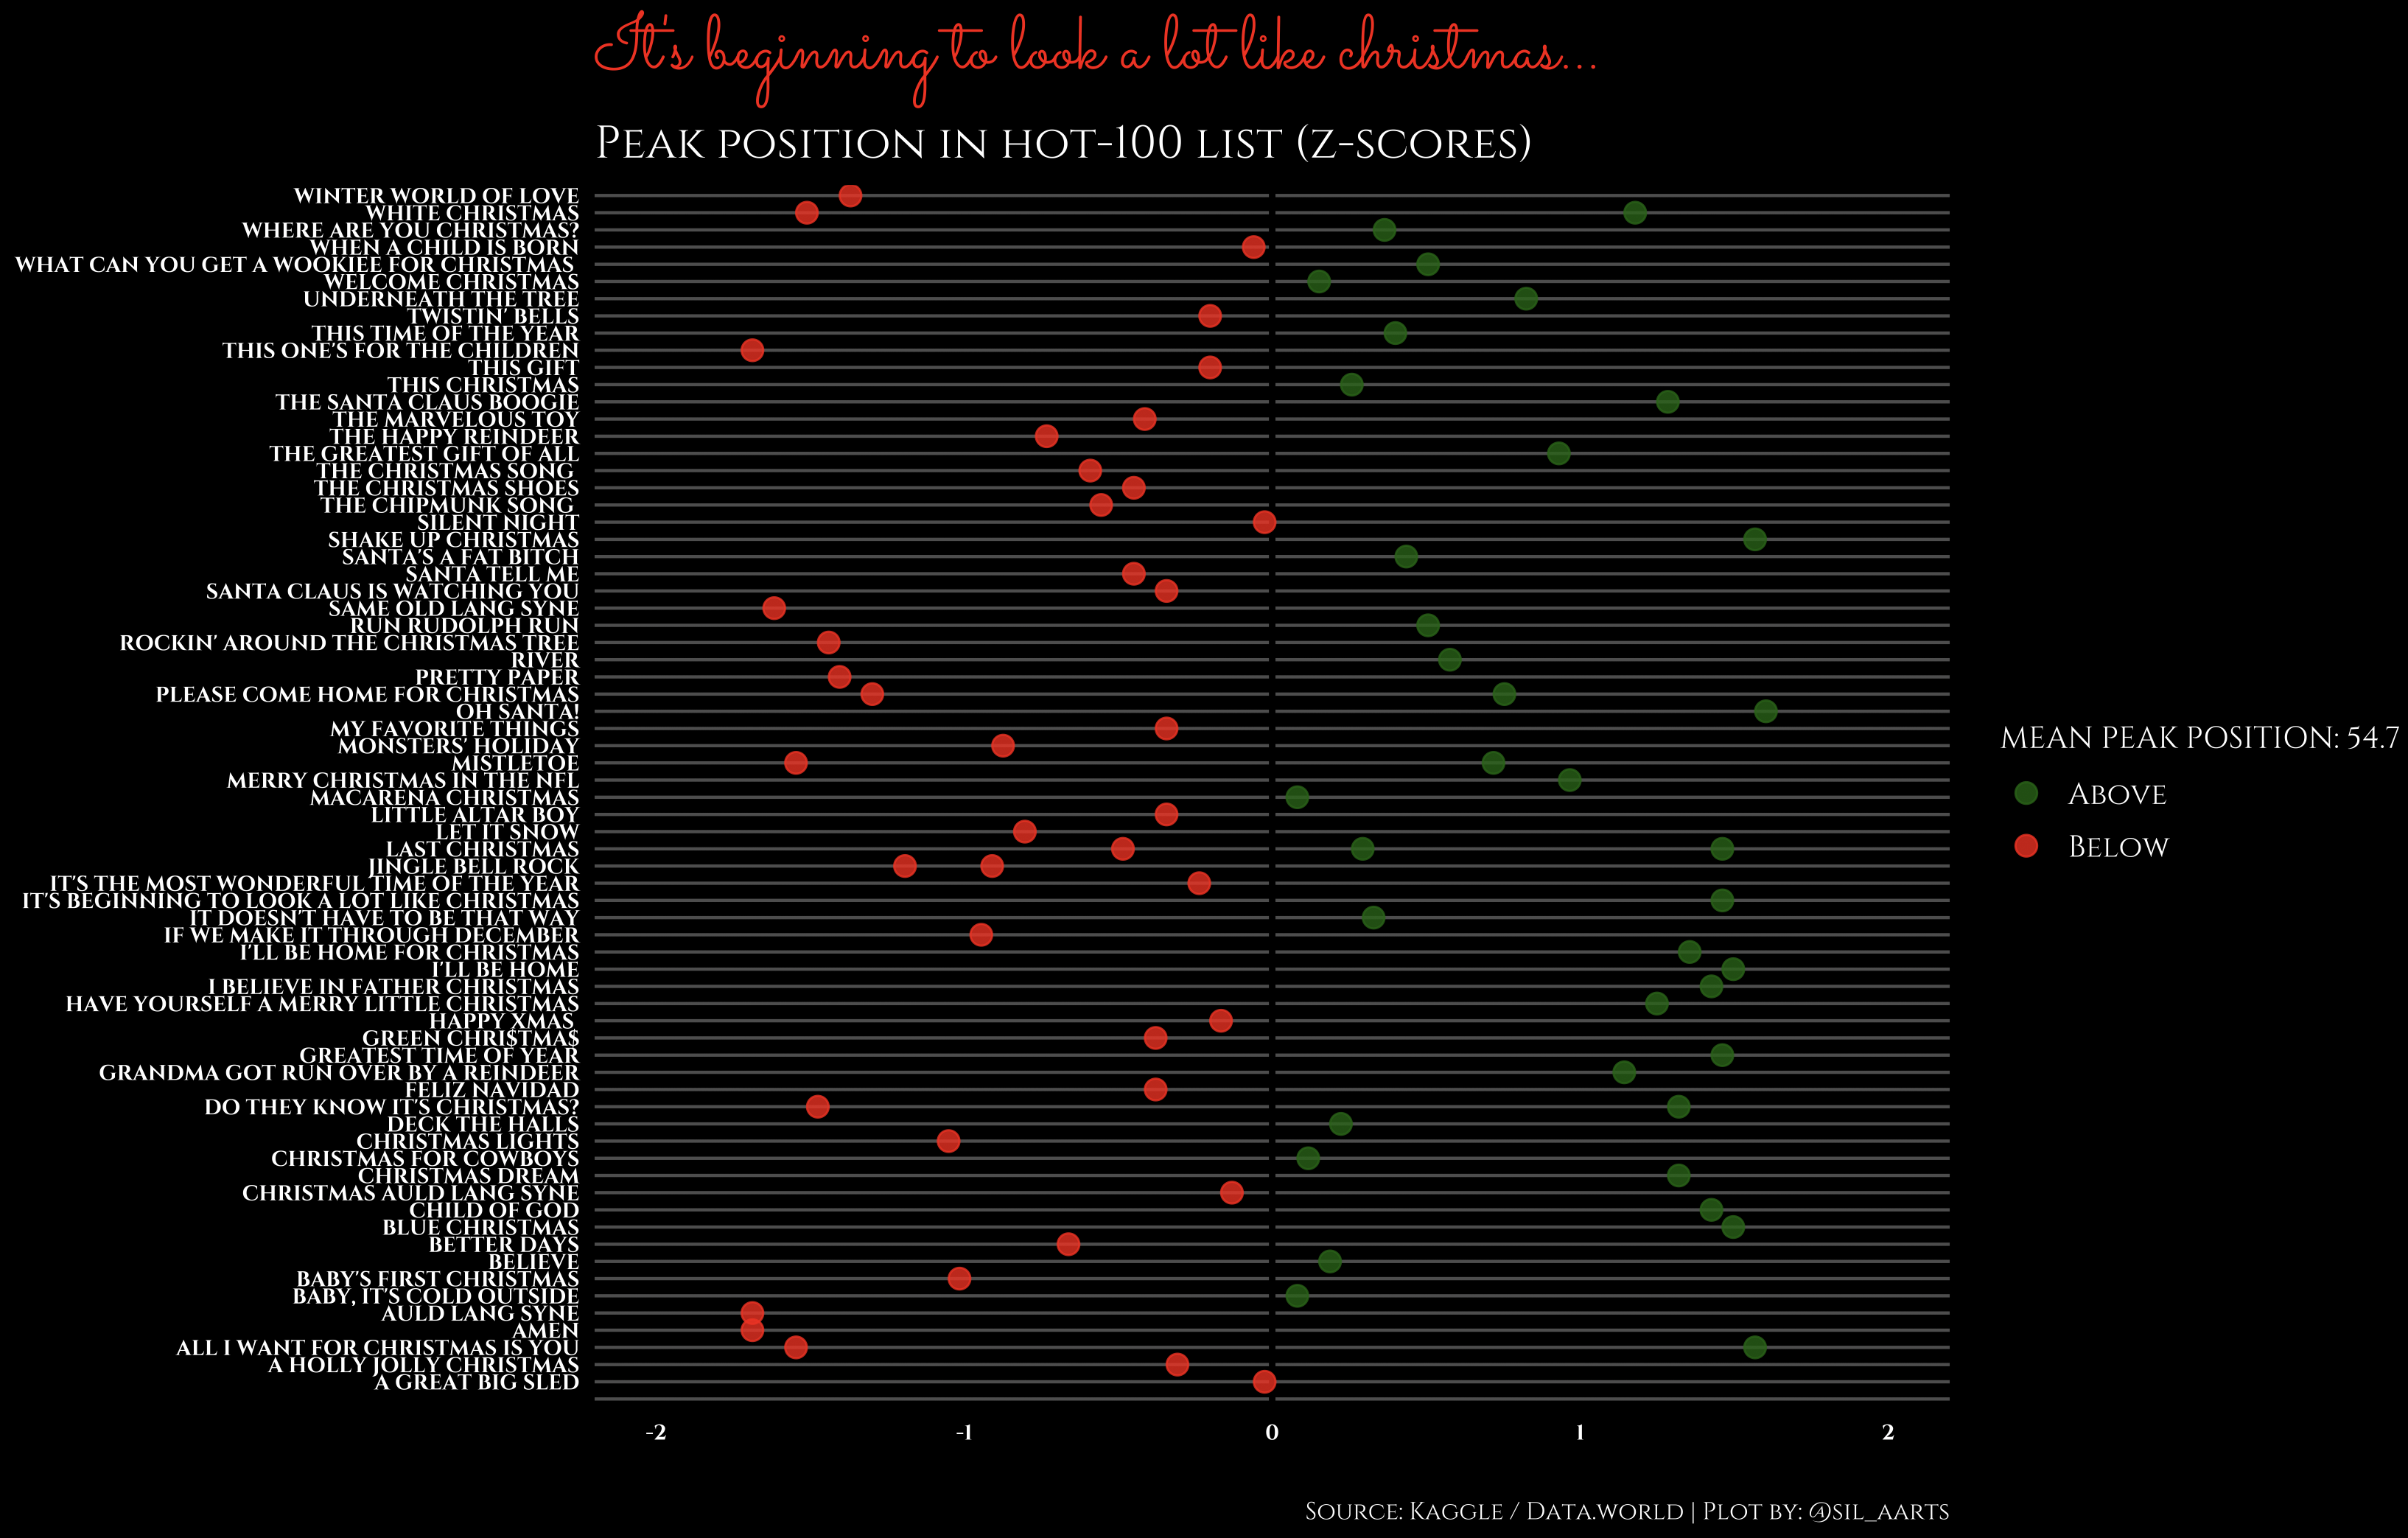 It's beginning to look a lot like christmas...
Peak position in hot-100 list (z-scores)
WINTER WORLD OF LOVE
WHITE CHRISTMAS
WHERE ARE YOU CHRISTMAS?
WHEN A CHILD IS BORN
WHAT CAN YOU GET A WOOKIEE FOR CHRISTMAS
WELCOME CHRISTMAS
UNDERNEATH THE TREE
TWISTIN' BELLS
THIS TIME OF THE YEAR
THIS ONE'S FOR THE CHILDREN
THIS GIFT
THIS CHRISTMAS
THE SANTA CLAUS BOOGIE
THE MARVELOUS TOY
THE HAPPY REINDEER
THE GREATEST GIFT OF ALL
THE CHRISTMAS SONG
THE CHRISTMAS SHOES
THE CHIPMUNK SONG
SILENT NIGHT
SHAKE UP CHRISTMAS
SANTA'S A FAT BITCH
SANTA TELL ME
SANTA CLAUS IS WATCHING YOU
SAME OLD LANG SYNE
RUN RUDOLPH RUN
ROCKIN' AROUND THE CHRISTMAS TREE
RIVER
PRETTY PAPER
PLEASE COME HOME FOR CHRISTMAS
OH SANTA!
MY FAVORITE THINGS
MONSTERS' HOLIDAY
MISTLETOE
MERRY CHRISTMAS IN THE NFL
MACARENA CHRISTMAS
LITTLE ALTAR BOY
LET IT SNOW
LAST CHRISTMAS
JINGLE BELL ROCK
IT'S THE MOST WONDERFUL TIME OF THE YEAR
IT'S BEGINNING TO LOOK A LOT LIKE CHRISTMAS
IT DOESN'T HAVE TO BE THAT WAY
IF WE MAKE IT THROUGH DECEMBER
I'LL BE HOME FOR CHRISTMAS
I'LL BE HOME
I BELIEVE IN FATHER CHRISTMAS
HAVE YOURSELF A MERRY LITTLE CHRISTMAS
HAPPY XMAS
GREEN CHRI$TMA$
GREATEST TIME OF YEAR
GRANDMA GOT RUN OVER BY A REINDEER
FELIZ NAVIDAD
DO THEY KNOW IT'S CHRISTMAS?
DECK THE HALLS
CHRISTMAS LIGHTS
CHRISTMAS FOR COWBOYS
CHRISTMAS DREAM
CHRISTMAS AULD LANG SYNE
CHILD OF GOD
BLUE CHRISTMAS
BETTER DAYS
BELIEVE
BABY'S FIRST CHRISTMAS
BABY, IT'S COLD OUTSIDE
AULD LANG SYNE
AMEN
ALL I WANT FOR CHRISTMAS IS YOU
A HOLLY JOLLY CHRISTMAS
A GREAT BIG SLED
-2 -1 0 1 2
MEAN PEAK POSITION: 54.7
Above
Below
Source: Kaggle / Data.world | Plot by: @sil_aarts